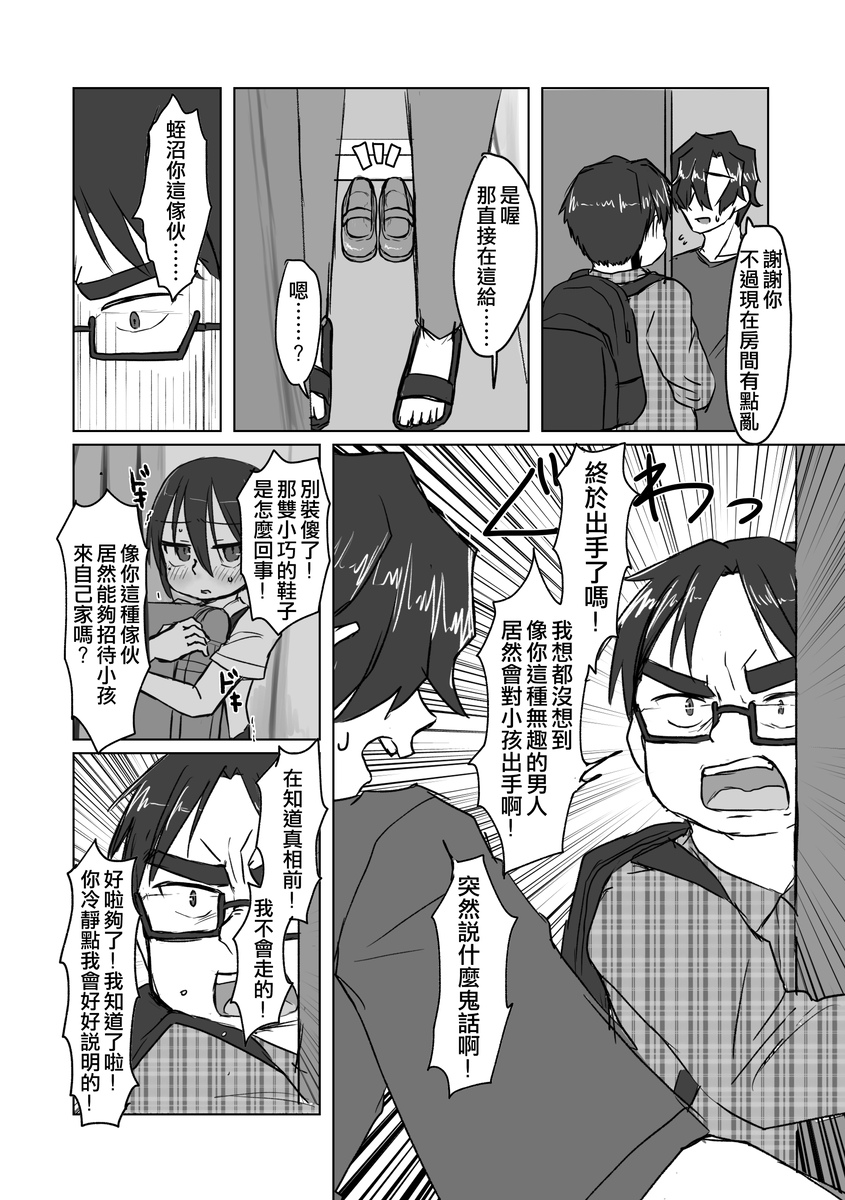 謝謝你
不過現在房間有點亂
是喔
那直接在這給……
嗯……？
蛭沼你這傢伙……
わっ
終於出手了嗎！
我想都沒想到
像你這種無趣的男人
居然會對小孩出手啊！
ぐ
突然説什麼鬼話啊！
別裝傻了！
那雙小巧的鞋子
是怎麼回事！
ドキ
像你這種傢伙
居然能夠招待小孩
來自己家嗎？
ドキ
在知道真相前！
我不會走的！
好啦夠了！我知道了啦！
你冷靜點我會好好説明的！